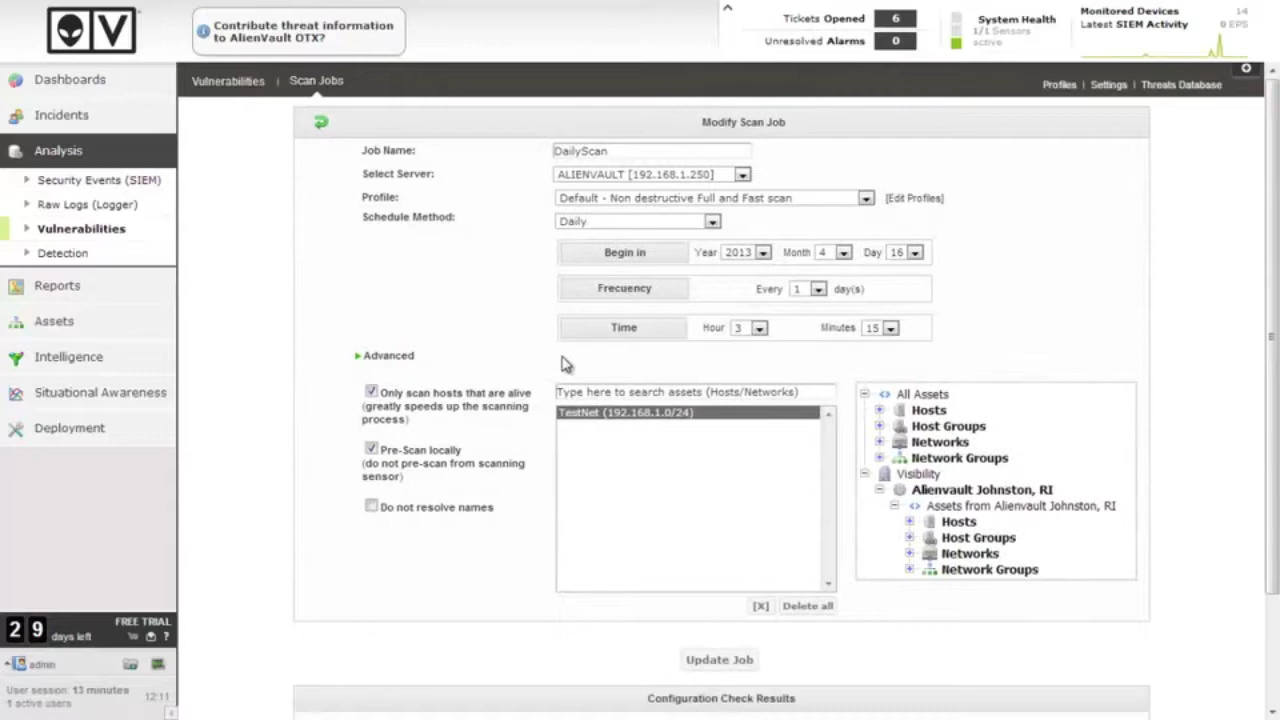 Contribute threat information
to AlienVault OTX?
Tickets Opened 6
Unresolved Alarms 0
System Health
1/1 Sensors
active
Monitored Devices 14
Latest SIEM Activity 0 EPS
Dashboards
Incidents
Analysis
Security Events (SIEM)
Raw Logs (Logger)
Vulnerabilities
Detection
Reports
Assets
Intelligence
Situational Awareness
Deployment
29 days left
FREE TRIAL
?
admin
User session: 13 minutes
1 active users
12:11
Vulnerabilities | Scan Jobs
Profiles | Settings | Threats Database
Modify Scan Job
Job Name: DailyScan
Select Server: ALIENVAULT [192.168.1.250]
Profile: Default - Non destructive Full and Fast scan [Edit Profiles]
Schedule Method: Daily
Begin in Year 2013 Month 4 Day 16
Frecuency Every 1 day(s)
Time Hour 3 Minutes 15
Advanced
Only scan hosts that are alive
(greatly speeds up the scanning
process)
Pre-Scan locally
(do not pre-scan from scanning
sensor)
Do not resolve names
Type here to search assets (Hosts/Networks)
TestNet (192.168.1.0/24)
[X] Delete all
All Assets
Hosts
Host Groups
Networks
Network Groups
Visibility
Alienvault Johnston, RI
Assets from Alienvault Johnston, RI
Hosts
Host Groups
Networks
Network Groups
Update Job
Configuration Check Results